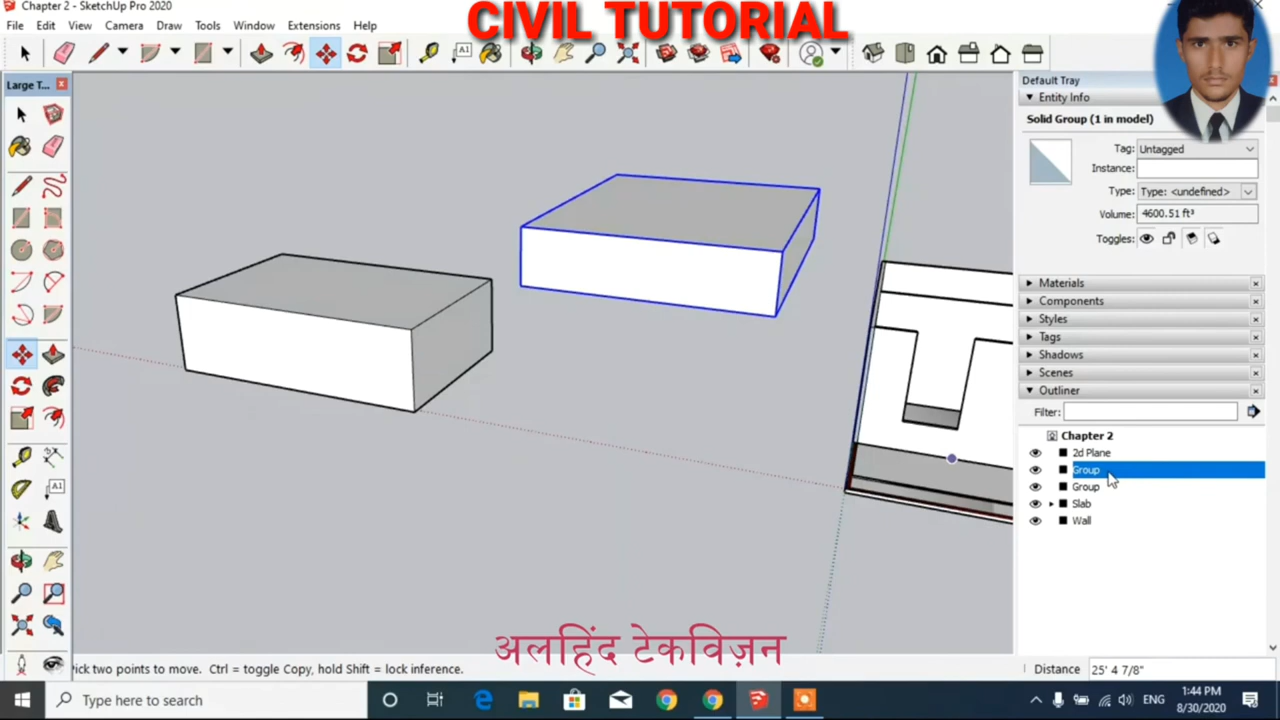 Chapter 2 - SketchUp Pro 2020
CIVIL TUTORIAL
File Edit View Camera Draw Tools Window Extensions Help
A1
Large T...
Default Tray
Entity Info
Solid Group (1 in model)
Tag: Untagged
Instance:
Type: Type: <undefined>
Volume: 4600.51 ft³
Toggles:
Materials
Components
Styles
Tags
Shadows
Scenes
Outliner
Filter:
Chapter 2
2d Plane
Group
Group
Slab
Wall
A1
अलहिंद टेकविज़न
ick two points to move. Ctrl = toggle Copy, hold Shift = lock inference.
Distance 25' 4 7/8"
Type here to search
ENG
1:44 PM
8/30/2020